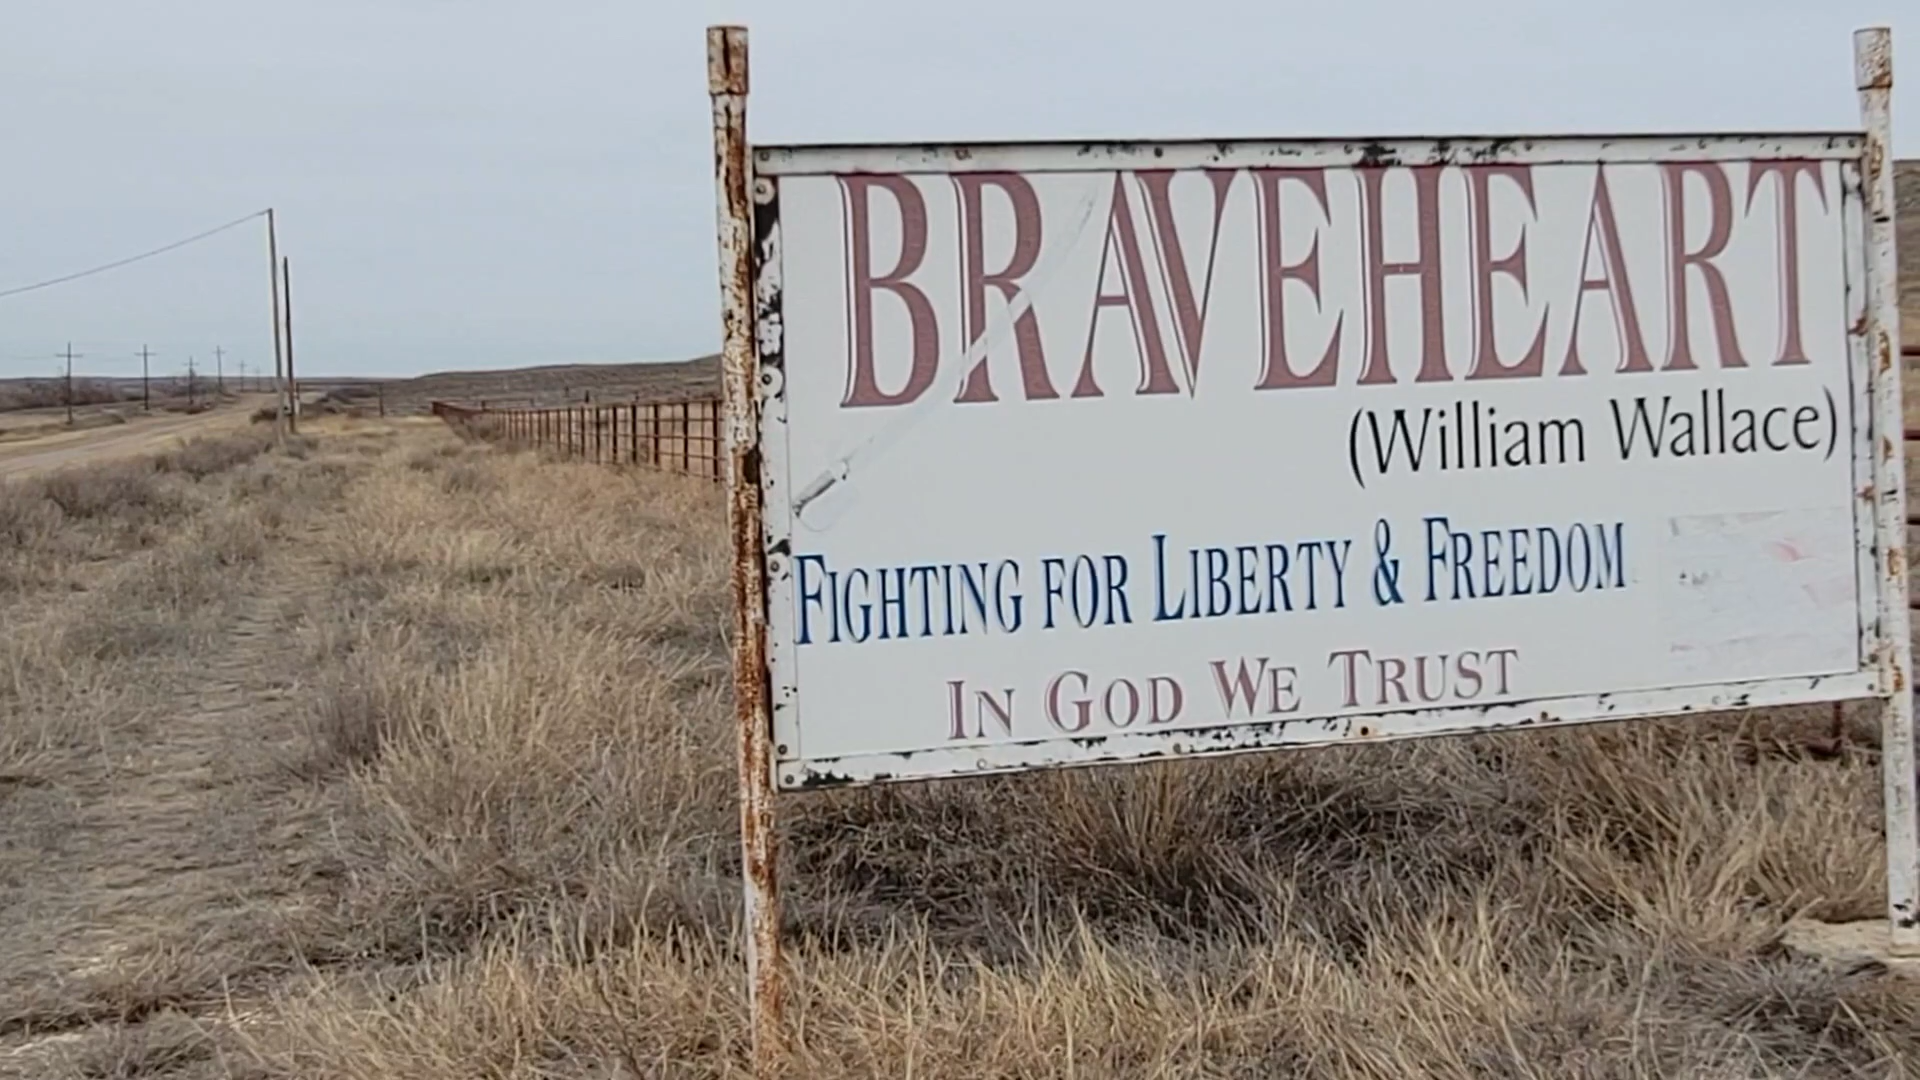 BRAVEHEART
(William Wallace)
FIGHTING FOR LIBERTY & FREEDOM
IN GOD WE TRUST